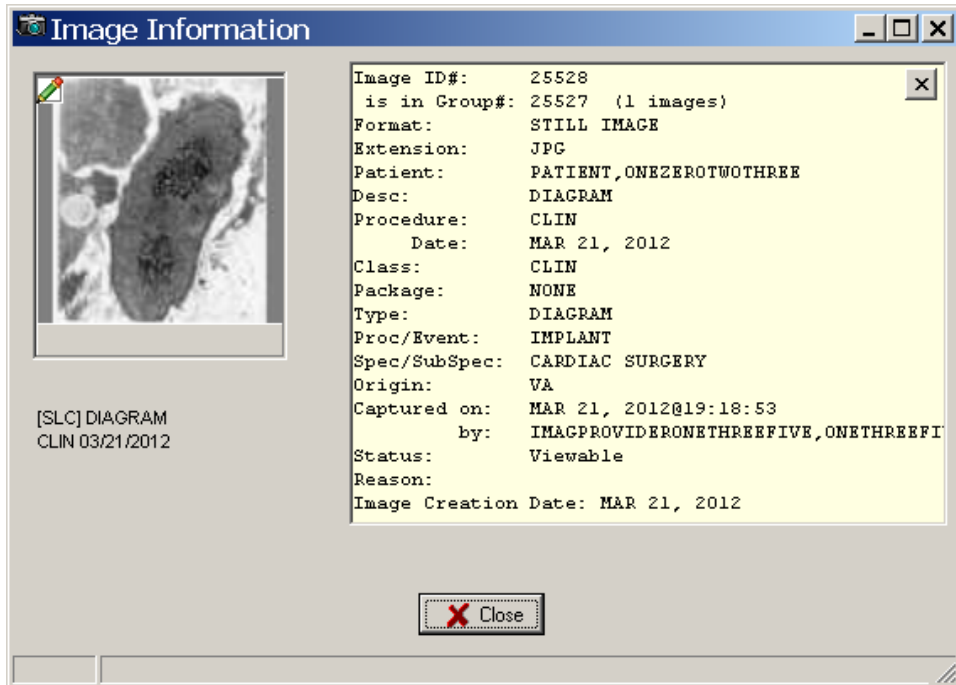 Image Information
Image ID#: 25528
is in Group#: 25527 (1 images)
Format: STILL IMAGE
Extension: JPG
Patient: PATIENT,ONEZEROTWOTHREE
Desc: DIAGRAM
Procedure: CLIN
Date: MAR 21, 2012
Class: CLIN
Package: NONE
Type: DIAGRAM
Proc/Event: IMPLANT
Spec/SubSpec: CARDIAC SURGERY
Origin: VA
Captured on: MAR 21, 2012@19:18:53
by: IMAGPROVIDERONETHREEFIVE,ONETHREEFI
Status: Viewable
Reason:
Image Creation Date: MAR 21, 2012
[SLC] DIAGRAM
CLIN 03/21/2012
Close